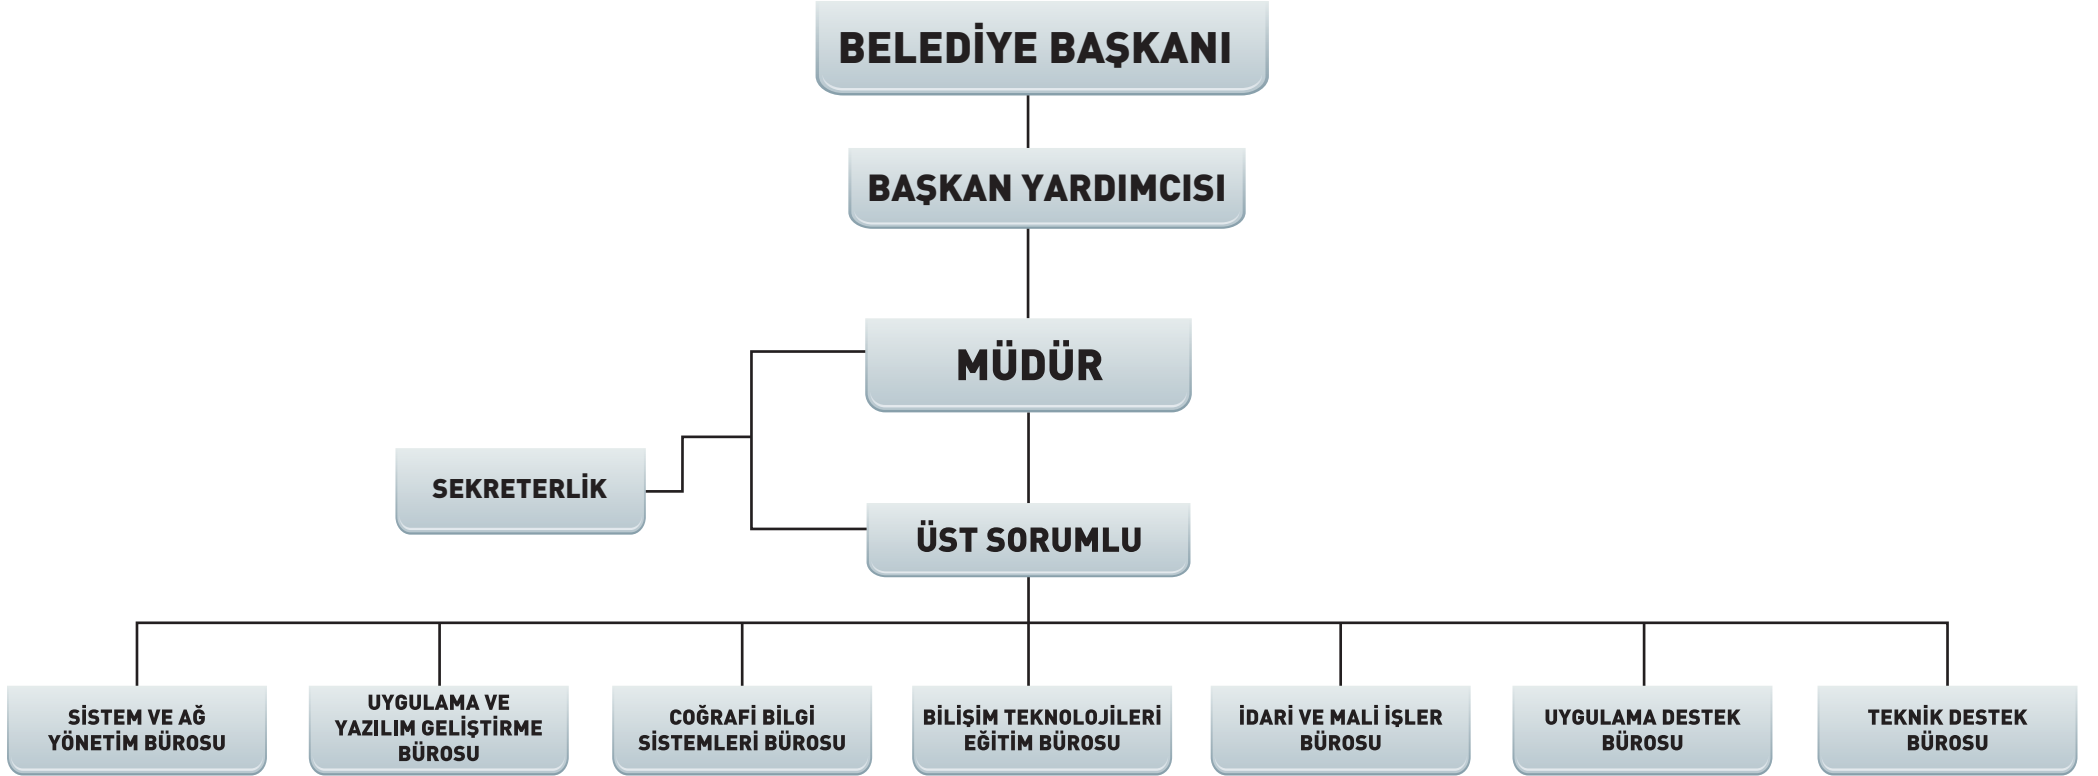 BELEDİYE BAŞKANI
BAŞKAN YARDIMCISI
MÜDÜR
SEKRETERLİK
ÜST SORUMLU
SİSTEM VE AĞ
YÖNETİM BÜROSU
UYGULAMA VE
YAZILIM GELİŞTİRME
BÜROSU
COĞRAFİ BİLGİ
SİSTEMLERİ BÜROSU
BİLİŞİM TEKNOLOJİLERİ
EĞİTİM BÜROSU
İDARİ VE MALİ İŞLER
BÜROSU
UYGULAMA DESTEK
BÜROSU
TEKNİK DESTEK
BÜROSU